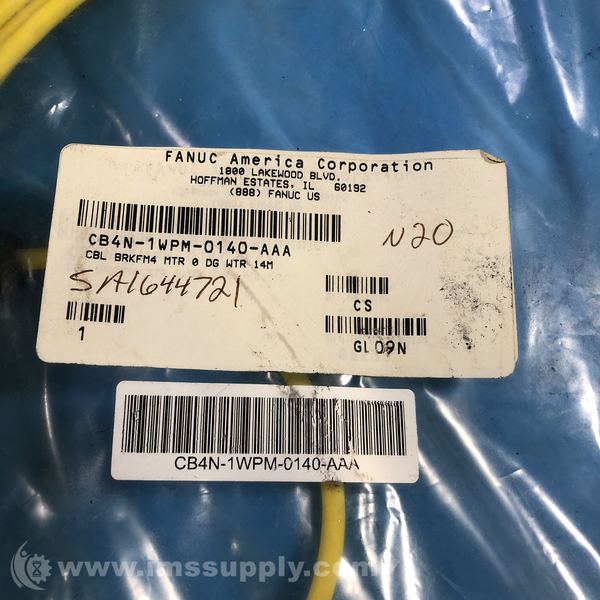 FANUC America Corporation
1800 LAKEWOOD BLVD.
HOFFMAN ESTATES, IL 60192
(888) FANUC US
CB4N-1WPM-0140-AAA
CBL BRKFM4 MTR 0 DG WTR 14M
N20
SA1644721
CS
1
GL09N
CB4N-1WPM-0140-AAA
www.imssupply.com